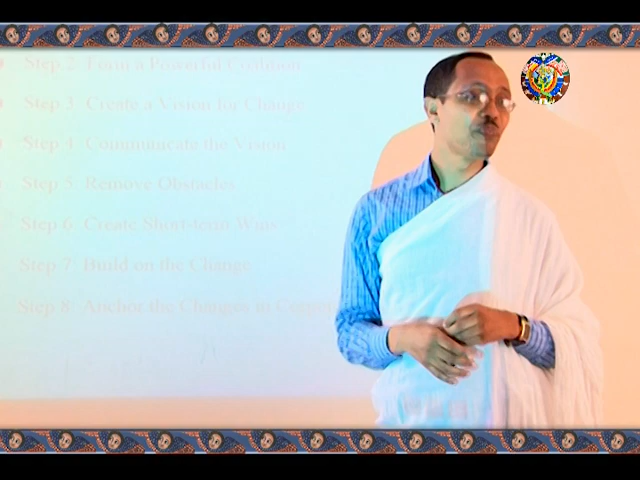 Step 2: Form a Powerful Coalition
Step 3: Create a Vision for Change
Step 4: Communicate the Vision
Step 5: Remove Obstacles
Step 6: Create Short-term Wins
Step 7: Build on the Change
Step 8: Anchor the Changes in